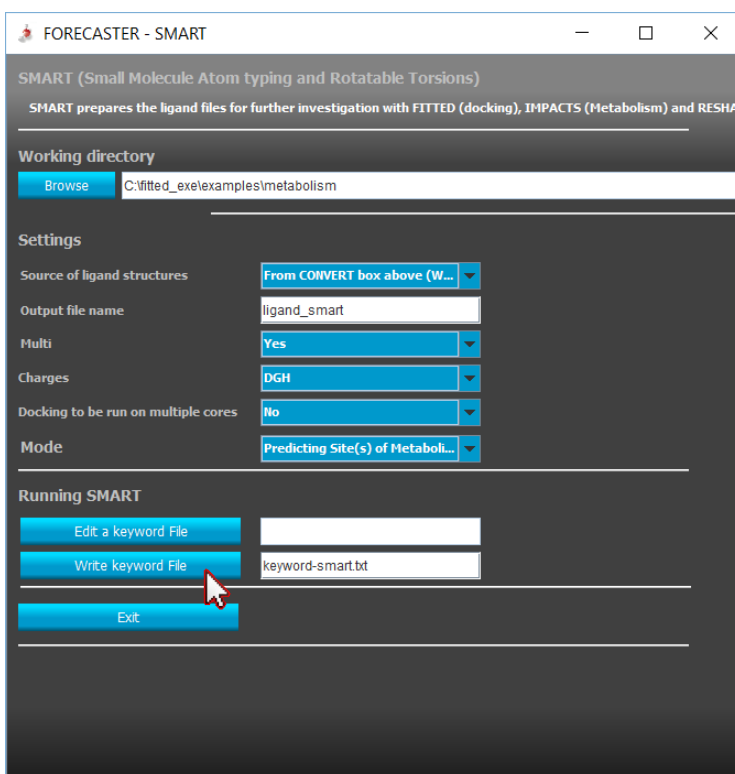 FORECASTER - SMART
SMART (Small Molecule Atom typing and Rotatable Torsions)
SMART prepares the ligand files for further investigation with FITTED (docking), IMPACTS (Metabolism) and RESHA
Working directory
Browse C:\fitted_exe\examples\metabolism
Settings
Source of ligand structures From CONVERT box above (W...
Output file name ligand_smart
Multi Yes
Charges DGH
Docking to be run on multiple cores No
Mode Predicting Site(s) of Metaboli...
Running SMART
Edit a keyword File
Write keyword File keyword-smart.txt
Exit